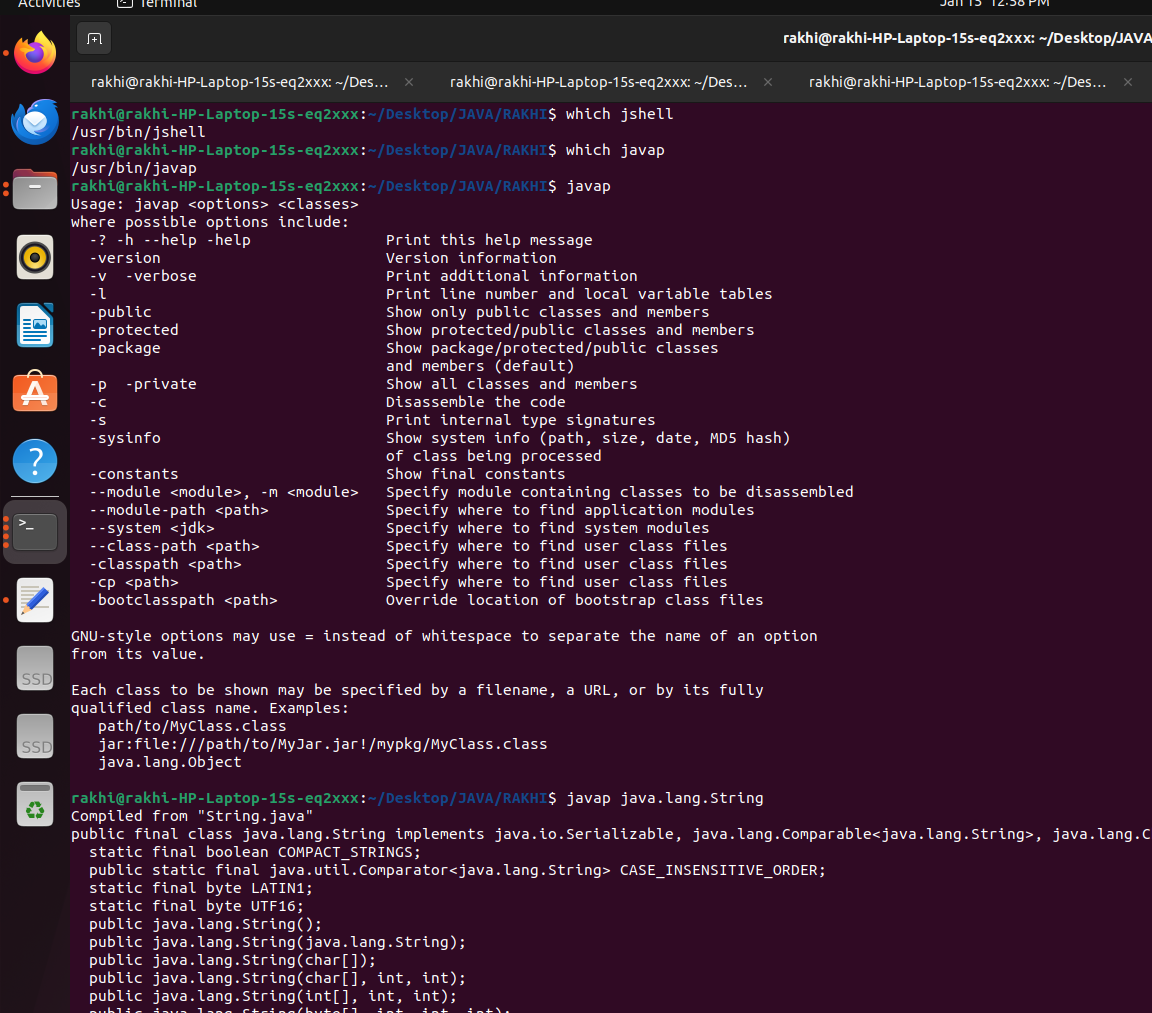 Activities
Terminal
Jan 15 12:38 PM
rakhi@rakhi-HP-Laptop-15s-eq2xxx: ~/Desktop/JAVA
rakhi@rakhi-HP-Laptop-15s-eq2xxx: ~/Des... × rakhi@rakhi-HP-Laptop-15s-eq2xxx: ~/Des... × rakhi@rakhi-HP-Laptop-15s-eq2xxx: ~/Des... ×
rakhi@rakhi-HP-Laptop-15s-eq2xxx:~/Desktop/JAVA/RAKHI$ which jshell
/usr/bin/jshell
rakhi@rakhi-HP-Laptop-15s-eq2xxx:~/Desktop/JAVA/RAKHI$ which javap
/usr/bin/javap
rakhi@rakhi-HP-Laptop-15s-eq2xxx:~/Desktop/JAVA/RAKHI$ javap
Usage: javap <options> <classes>
where possible options include:
  -? -h --help -help               Print this help message
  -version                         Version information
  -v  -verbose                     Print additional information
  -l                               Print line number and local variable tables
  -public                          Show only public classes and members
  -protected                       Show protected/public classes and members
  -package                         Show package/protected/public classes
                                   and members (default)
  -p  -private                     Show all classes and members
  -c                               Disassemble the code
  -s                               Print internal type signatures
  -sysinfo                         Show system info (path, size, date, MD5 hash)
                                   of class being processed
  -constants                       Show final constants
  --module <module>, -m <module>   Specify module containing classes to be disassembled
  --module-path <path>             Specify where to find application modules
  --system <jdk>                   Specify where to find system modules
  --class-path <path>              Specify where to find user class files
  -classpath <path>                Specify where to find user class files
  -cp <path>                       Specify where to find user class files
  -bootclasspath <path>            Override location of bootstrap class files
GNU-style options may use = instead of whitespace to separate the name of an option
from its value.
Each class to be shown may be specified by a filename, a URL, or by its fully
qualified class name. Examples:
   path/to/MyClass.class
   jar:file:///path/to/MyJar.jar!/mypkg/MyClass.class
   java.lang.Object
rakhi@rakhi-HP-Laptop-15s-eq2xxx:~/Desktop/JAVA/RAKHI$ javap java.lang.String
Compiled from "String.java"
public final class java.lang.String implements java.io.Serializable, java.lang.Comparable<java.lang.String>, java.lang.C
  static final boolean COMPACT_STRINGS;
  public static final java.util.Comparator<java.lang.String> CASE_INSENSITIVE_ORDER;
  static final byte LATIN1;
  static final byte UTF16;
  public java.lang.String();
  public java.lang.String(java.lang.String);
  public java.lang.String(char[]);
  public java.lang.String(char[], int, int);
  public java.lang.String(int[], int, int);
  public java.lang.String(byte[], int, int, int);
SSD
SSD